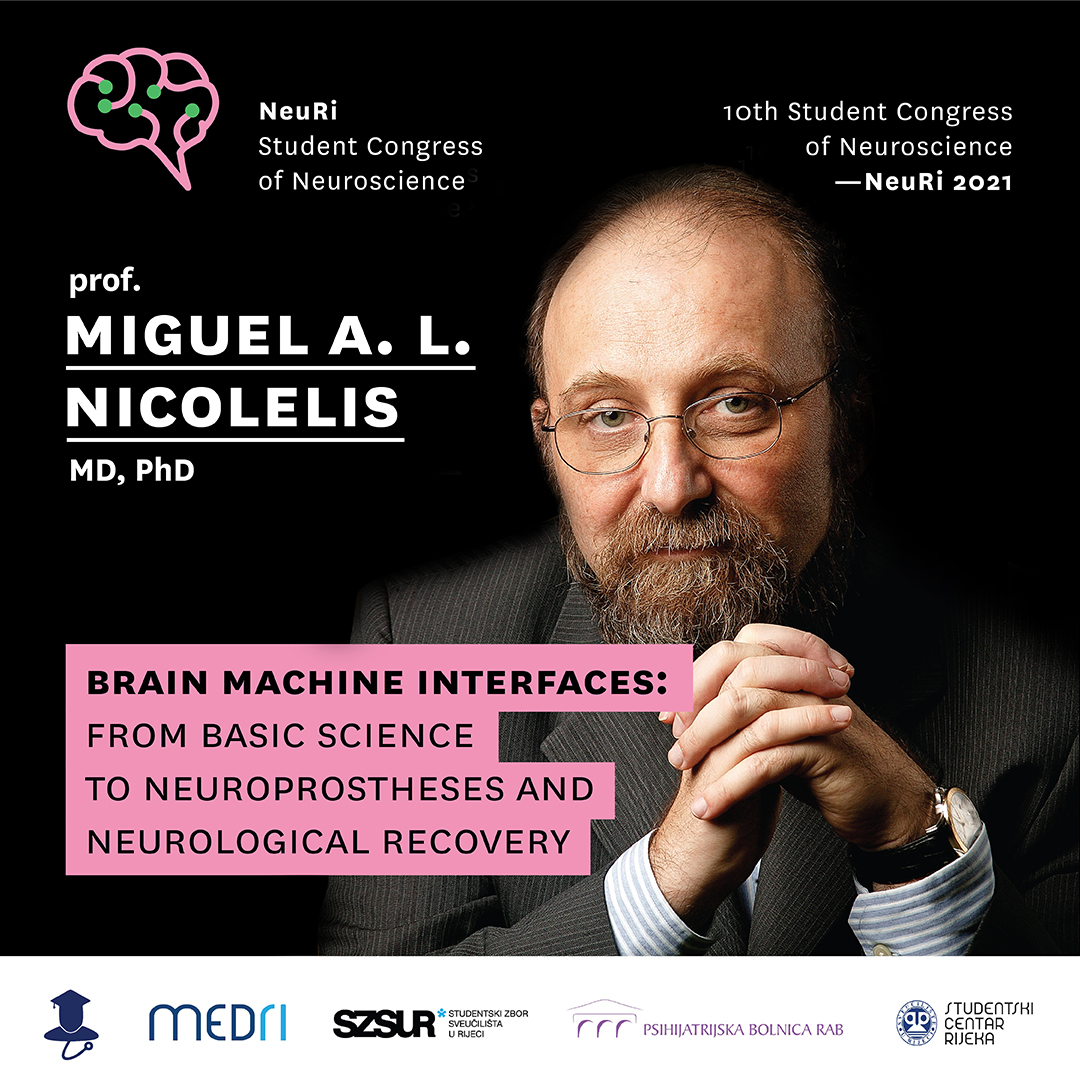 NeuRi
Student Congress
of Neuroscience
10th Student Congress
of Neuroscience
—NeuRi 2021
prof.
MIGUEL A. L.
NICOLELIS
MD, PhD
BRAIN MACHINE INTERFACES:
FROM BASIC SCIENCE
TO NEUROPROSTHESES AND
NEUROLOGICAL RECOVERY
MEDRI
SZSUR*
STUDENTSKI ZBOR
SVEUČILIŠTA
U RIJECI
PSIHIJATRIJSKA BOLNICA RAB
STUDENTSKI
CENTAR
RIJEKA